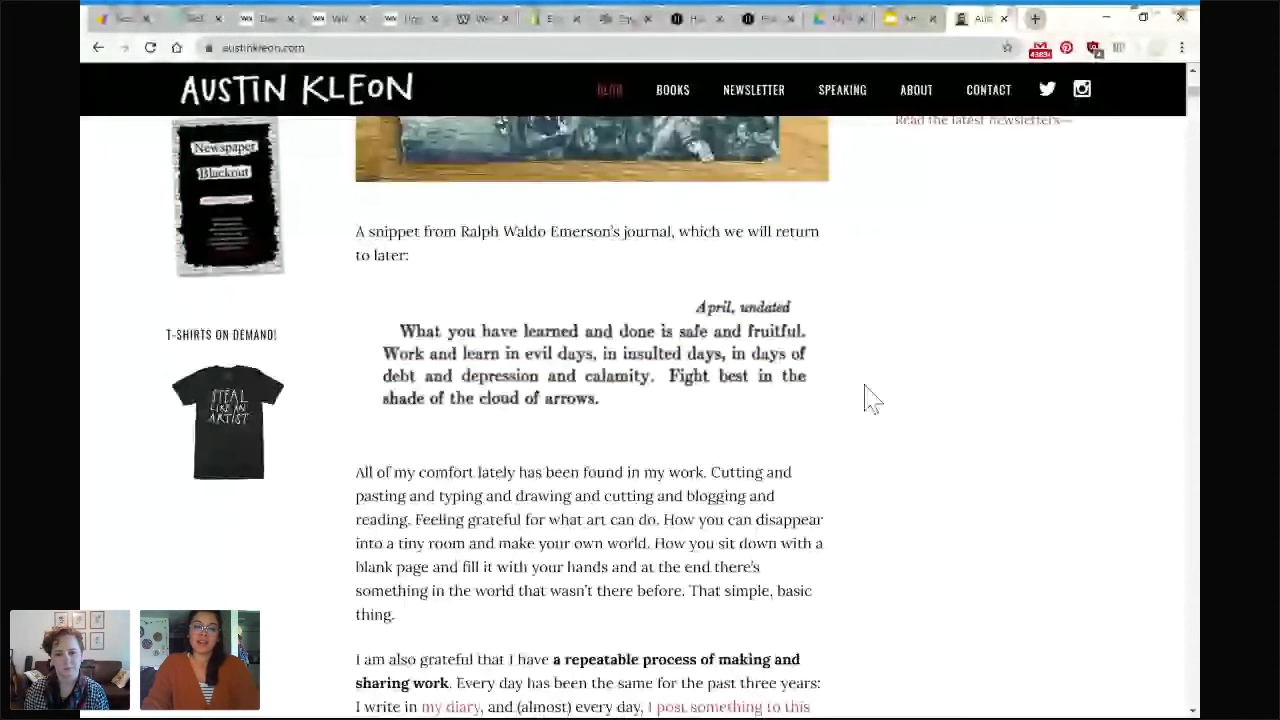 austinkleon.com
AUSTIN KLEON
BLOG
BOOKS
NEWSLETTER
SPEAKING
ABOUT
CONTACT
Read the latest newsletters—
Newspaper
Blackout
A snippet from Ralph Waldo Emerson's journal, which we will return
to later:
April, undated
What you have learned and done is safe and fruitful.
Work and learn in evil days, in insulted days, in days of
debt and depression and calamity. Fight best in the
shade of the cloud of arrows.
T-SHIRTS ON DEMAND!
STEAL
LIKE AN
ARTIST
All of my comfort lately has been found in my work. Cutting and
pasting and typing and drawing and cutting and blogging and
reading. Feeling grateful for what art can do. How you can disappear
into a tiny room and make your own world. How you sit down with a
blank page and fill it with your hands and at the end there's
something in the world that wasn't there before. That simple, basic
thing.
I am also grateful that I have a repeatable process of making and
sharing work. Every day has been the same for the past three years:
I write in my diary, and (almost) every day, I post something to this